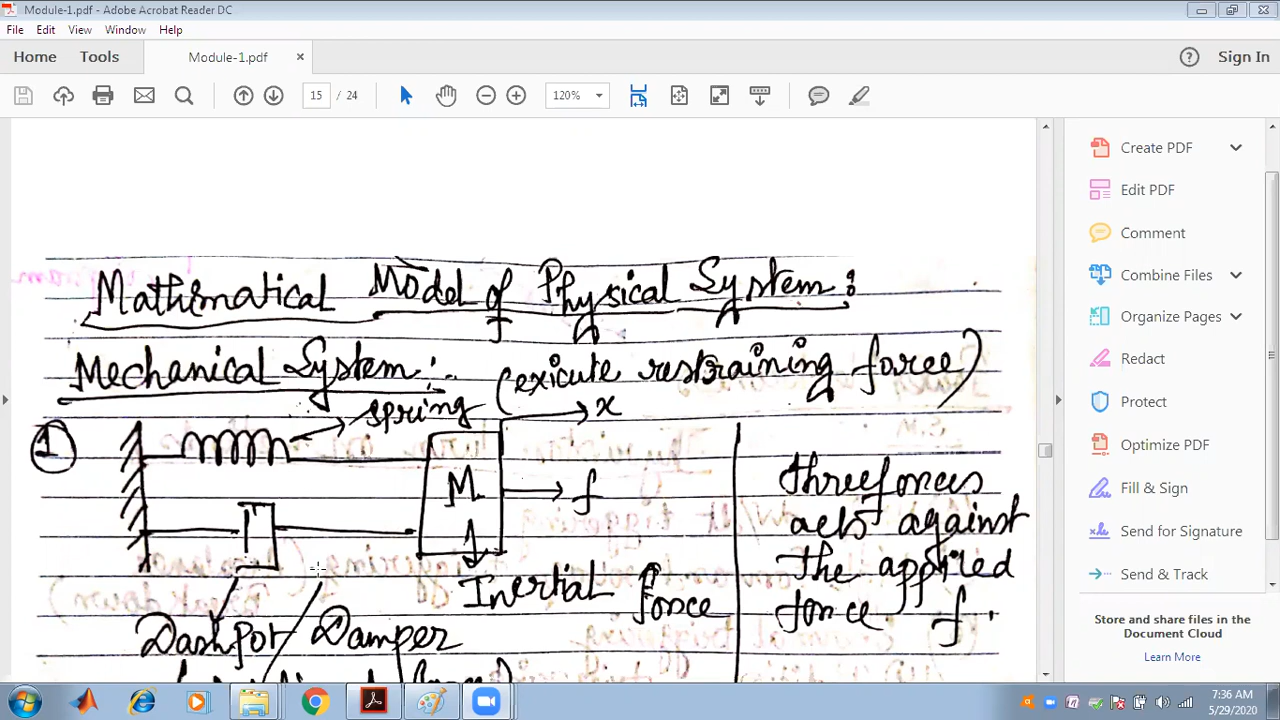 Module-1.pdf - Adobe Acrobat Reader DC
File Edit View Window Help
Home Tools Module-1.pdf × Sign In
15 / 24 120%
Mathimatical Model of Physical System:
Mechanical System:- (exicute restraining force)
1 spring x
M f
Inertial force
Dashpot/Damper
three forces
acts against
the applied
force f.
Create PDF
Edit PDF
Comment
Combine Files
Organize Pages
Redact
Protect
Optimize PDF
Fill & Sign
Send for Signature
Send & Track
Store and share files in the
Document Cloud
Learn More
7:36 AM
5/29/2020